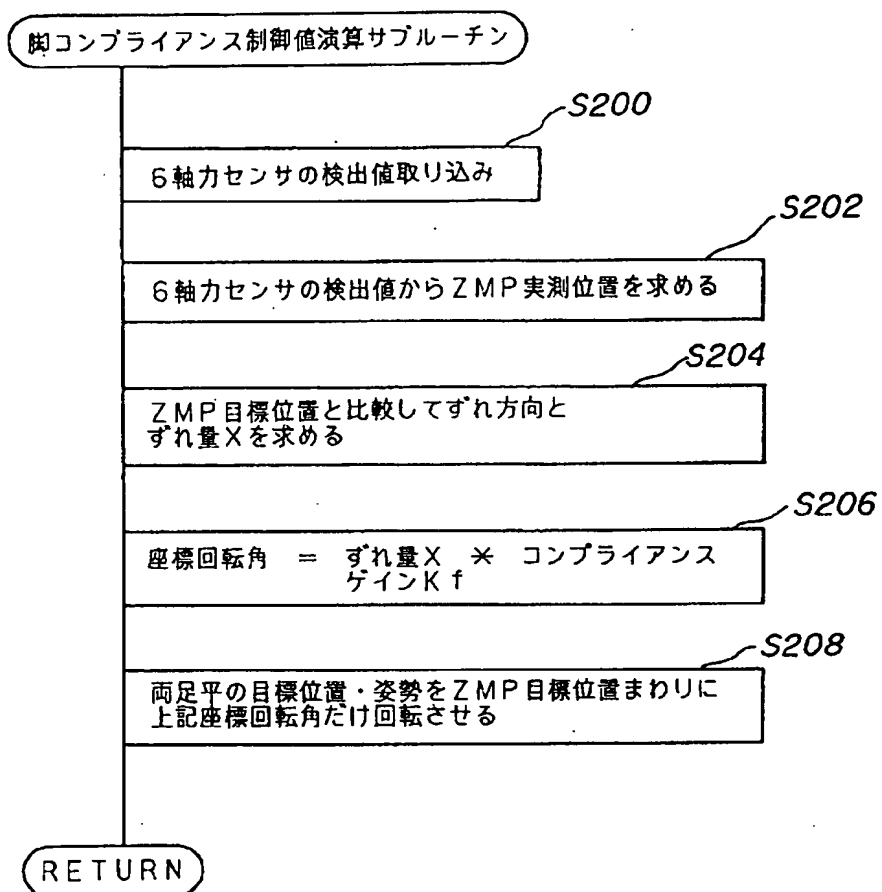 脚コンプライアンス制御値演算サブルーチン
S200
6軸力センサの検出値取り込み
S202
6軸力センサの検出値からZMP実測位置を求める
S204
ZMP目標位置と比較してずれ方向と
ずれ量Xを求める
S206
座標回転角 = ずれ量X * コンプライアンス
ゲインKf
S208
両足平の目標位置・姿勢をZMP目標位置まわりに
上記座標回転角だけ回転させる
RETURN